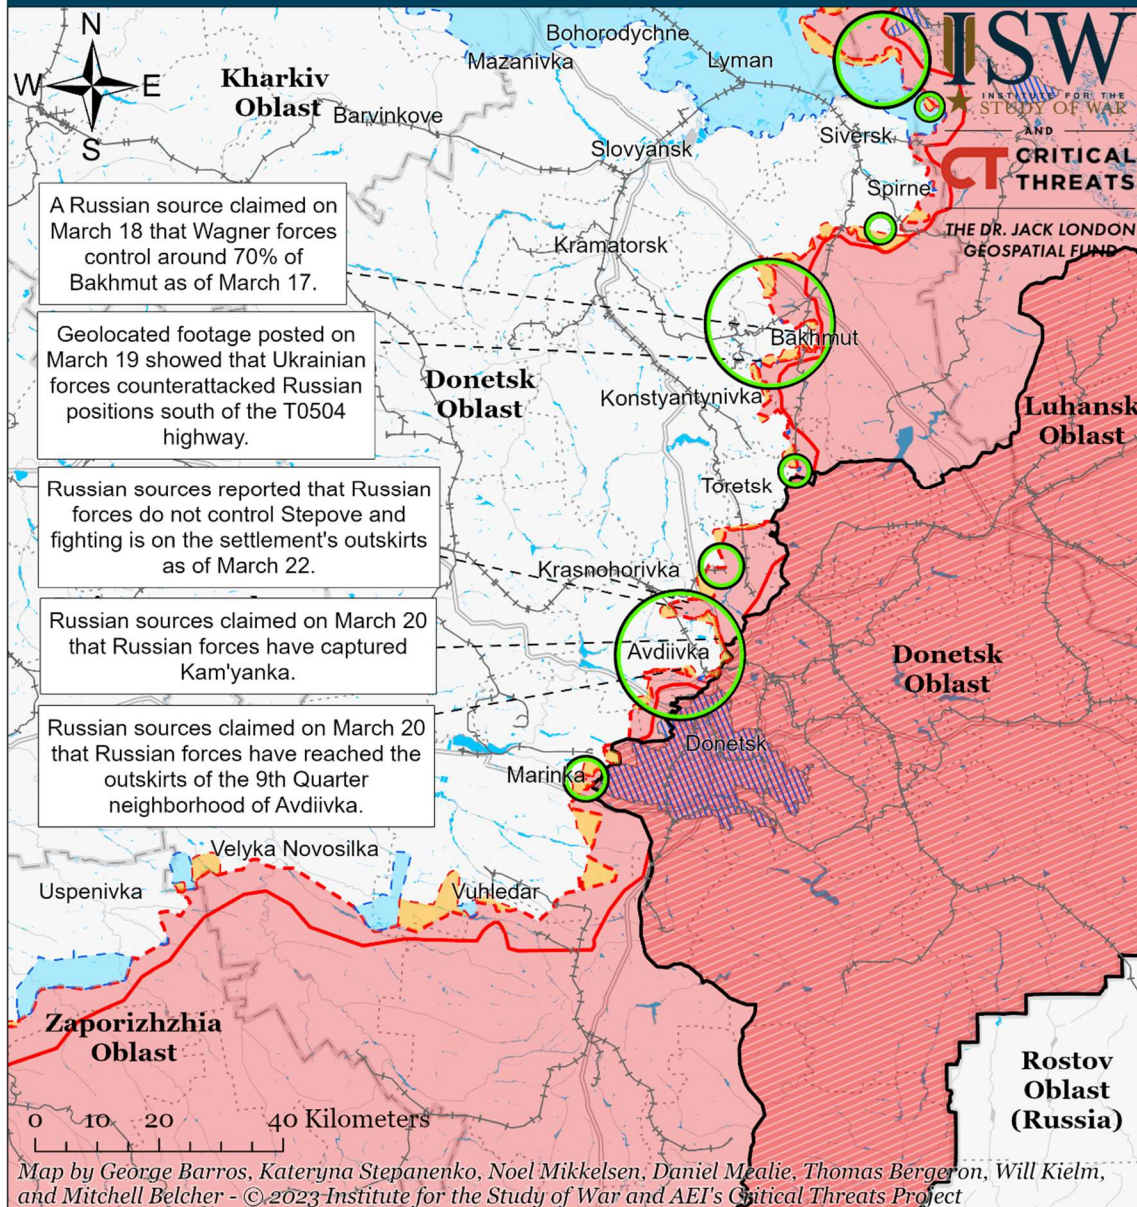 N
W E
S
Kharkiv
Oblast
Bohorodychne
Mazanivka
Lyman
Barvinkove
Slovyansk
Siversk
Spirne
ISW
INSTITUTE FOR THE
STUDY OF WAR
AND
CT CRITICAL
THREATS
THE DR. JACK LONDON
GEOSPATIAL FUND
A Russian source claimed on
March 18 that Wagner forces
control around 70% of
Bakhmut as of March 17.
Kramatorsk
Geolocated footage posted on
March 19 showed that Ukrainian
forces counterattacked Russian
positions south of the T0504
highway.
Bakhmut
Donetsk
Oblast
Konstyantynivka
Luhansk
Oblast
Russian sources reported that Russian
forces do not control Stepove and
fighting is on the settlement's outskirts
as of March 22.
Toretsk
Krasnohorivka
Russian sources claimed on March 20
that Russian forces have captured
Kam'yanka.
Avdiivka
Donetsk
Oblast
Russian sources claimed on March 20
that Russian forces have reached the
outskirts of the 9th Quarter
neighborhood of Avdiivka.
Donetsk
Marinka
Velyka Novosilka
Uspenivka
Vuhledar
Zaporizhzhia
Oblast
Rostov
Oblast
(Russia)
0 10 20 40 Kilometers
Map by George Barros, Kateryna Stepanenko, Noel Mikkelsen, Daniel Mealie, Thomas Bergeron, Will Kielm,
and Mitchell Belcher - © 2023 Institute for the Study of War and AEI's Critical Threats Project